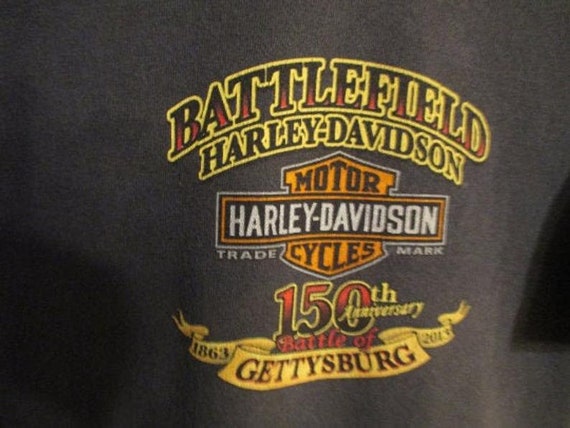 BATTLEFIELD
HARLEY-DAVIDSON
MOTOR
HARLEY-DAVIDSON
TRADE MARK
CYCLES
150th
Anniversary
Battle of
1863 2013
GETTYSBURG